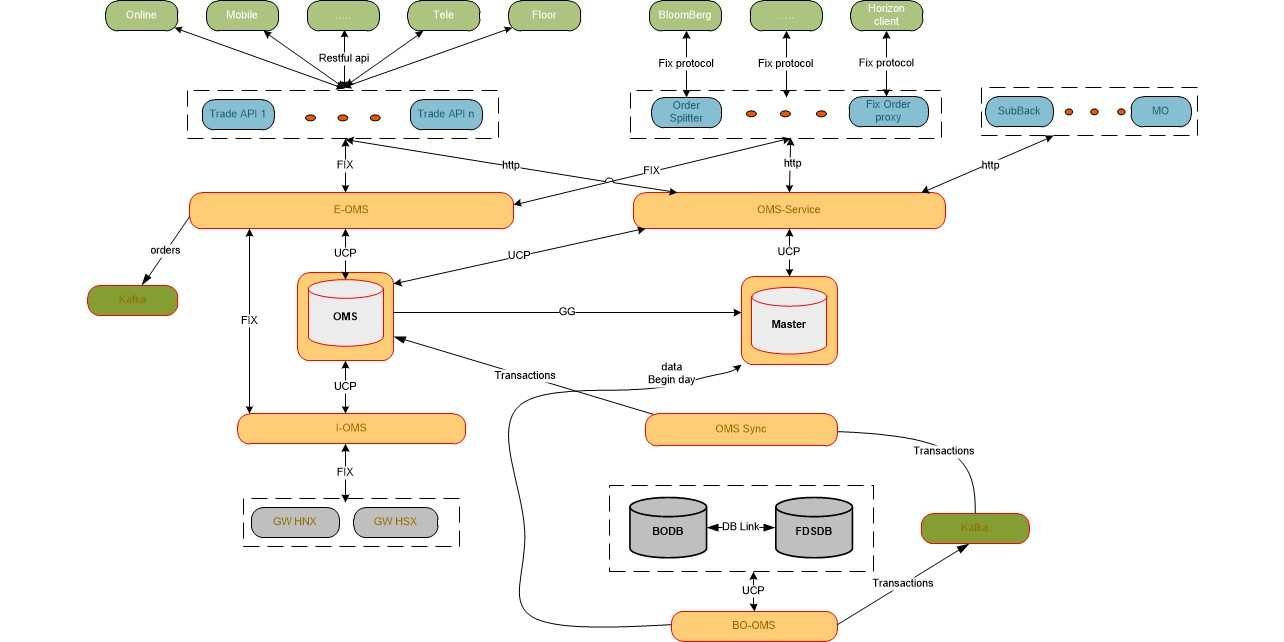 Online
Mobile
.....
Tele
Floor
BloomBerg
.....
Horizon
client
Restful api
Fix protocol
Fix protocol
Fix protocol
Trade API 1
Trade API n
Order
Splitter
Fix Order
proxy
SubBack
MO
FIX
http
FIX
http
http
E-OMS
OMS-Service
orders
UCP
UCP
UCP
Kafka
OMS
GG
Master
FIX
data
Begin day
Transactions
UCP
I-OMS
OMS Sync
Transactions
FIX
GW HNX
GW HSX
BODB
DB Link
FDSDB
Kafka
Transactions
UCP
BO-OMS